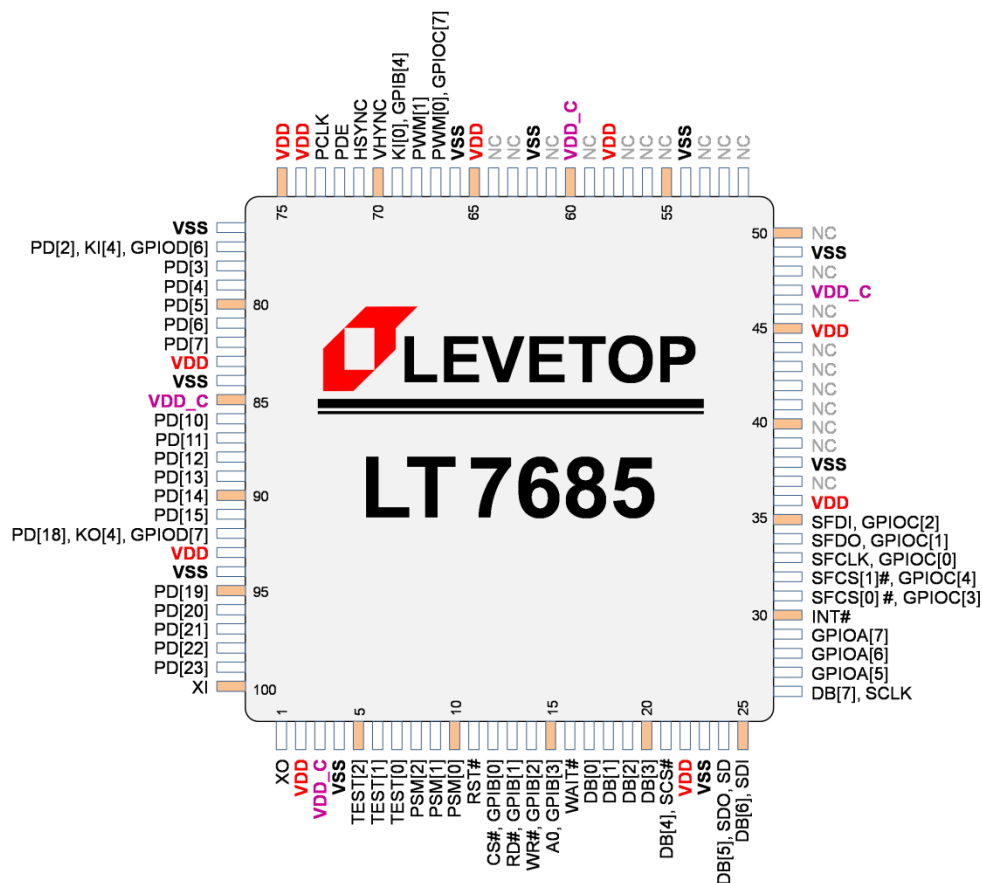 VDD
VDD
PCLK
PDE
HSYNC
VHYNC
KI[0], GPIB[4]
PWM[1]
PWM[0], GPIOC[7]
VSS
VDD
NC
NC
VSS
NC
VDD_C
NC
VDD
NC
NC
NC
VSS
NC
NC
NC
75
70
65
60
55
VSS
PD[2], KI[4], GPIOD[6]
PD[3]
PD[4]
PD[5] 80
PD[6]
PD[7]
VDD
VSS
VDD_C 85
PD[10]
PD[11]
PD[12]
PD[13]
PD[14] 90
PD[15]
PD[18], KO[4], GPIOD[7]
VDD
VSS
PD[19] 95
PD[20]
PD[21]
PD[22]
PD[23]
XI 100
LEVETOP
LT7685
50 NC
VSS
NC
VDD_C
NC
45 VDD
NC
NC
NC
NC
40 NC
NC
VSS
NC
VDD
35 SFDI, GPIOC[2]
SFDO, GPIOC[1]
SFCLK, GPIOC[0]
SFCS[1]#, GPIOC[4]
SFCS[0] #, GPIOC[3]
30 INT#
GPIOA[7]
GPIOA[6]
GPIOA[5]
DB[7], SCLK
1
5
10
15
20
25
XO
VDD
VDD_C
VSS
TEST[2]
TEST[1]
TEST[0]
PSM[2]
PSM[1]
PSM[0]
RST#
CS#, GPIB[0]
RD#, GPIB[1]
WR#, GPIB[2]
A0, GPIB[3]
WAIT#
DB[0]
DB[1]
DB[2]
DB[3]
DB[4], SCS#
VDD
VSS
DB[5], SDO, SD
DB[6], SDI